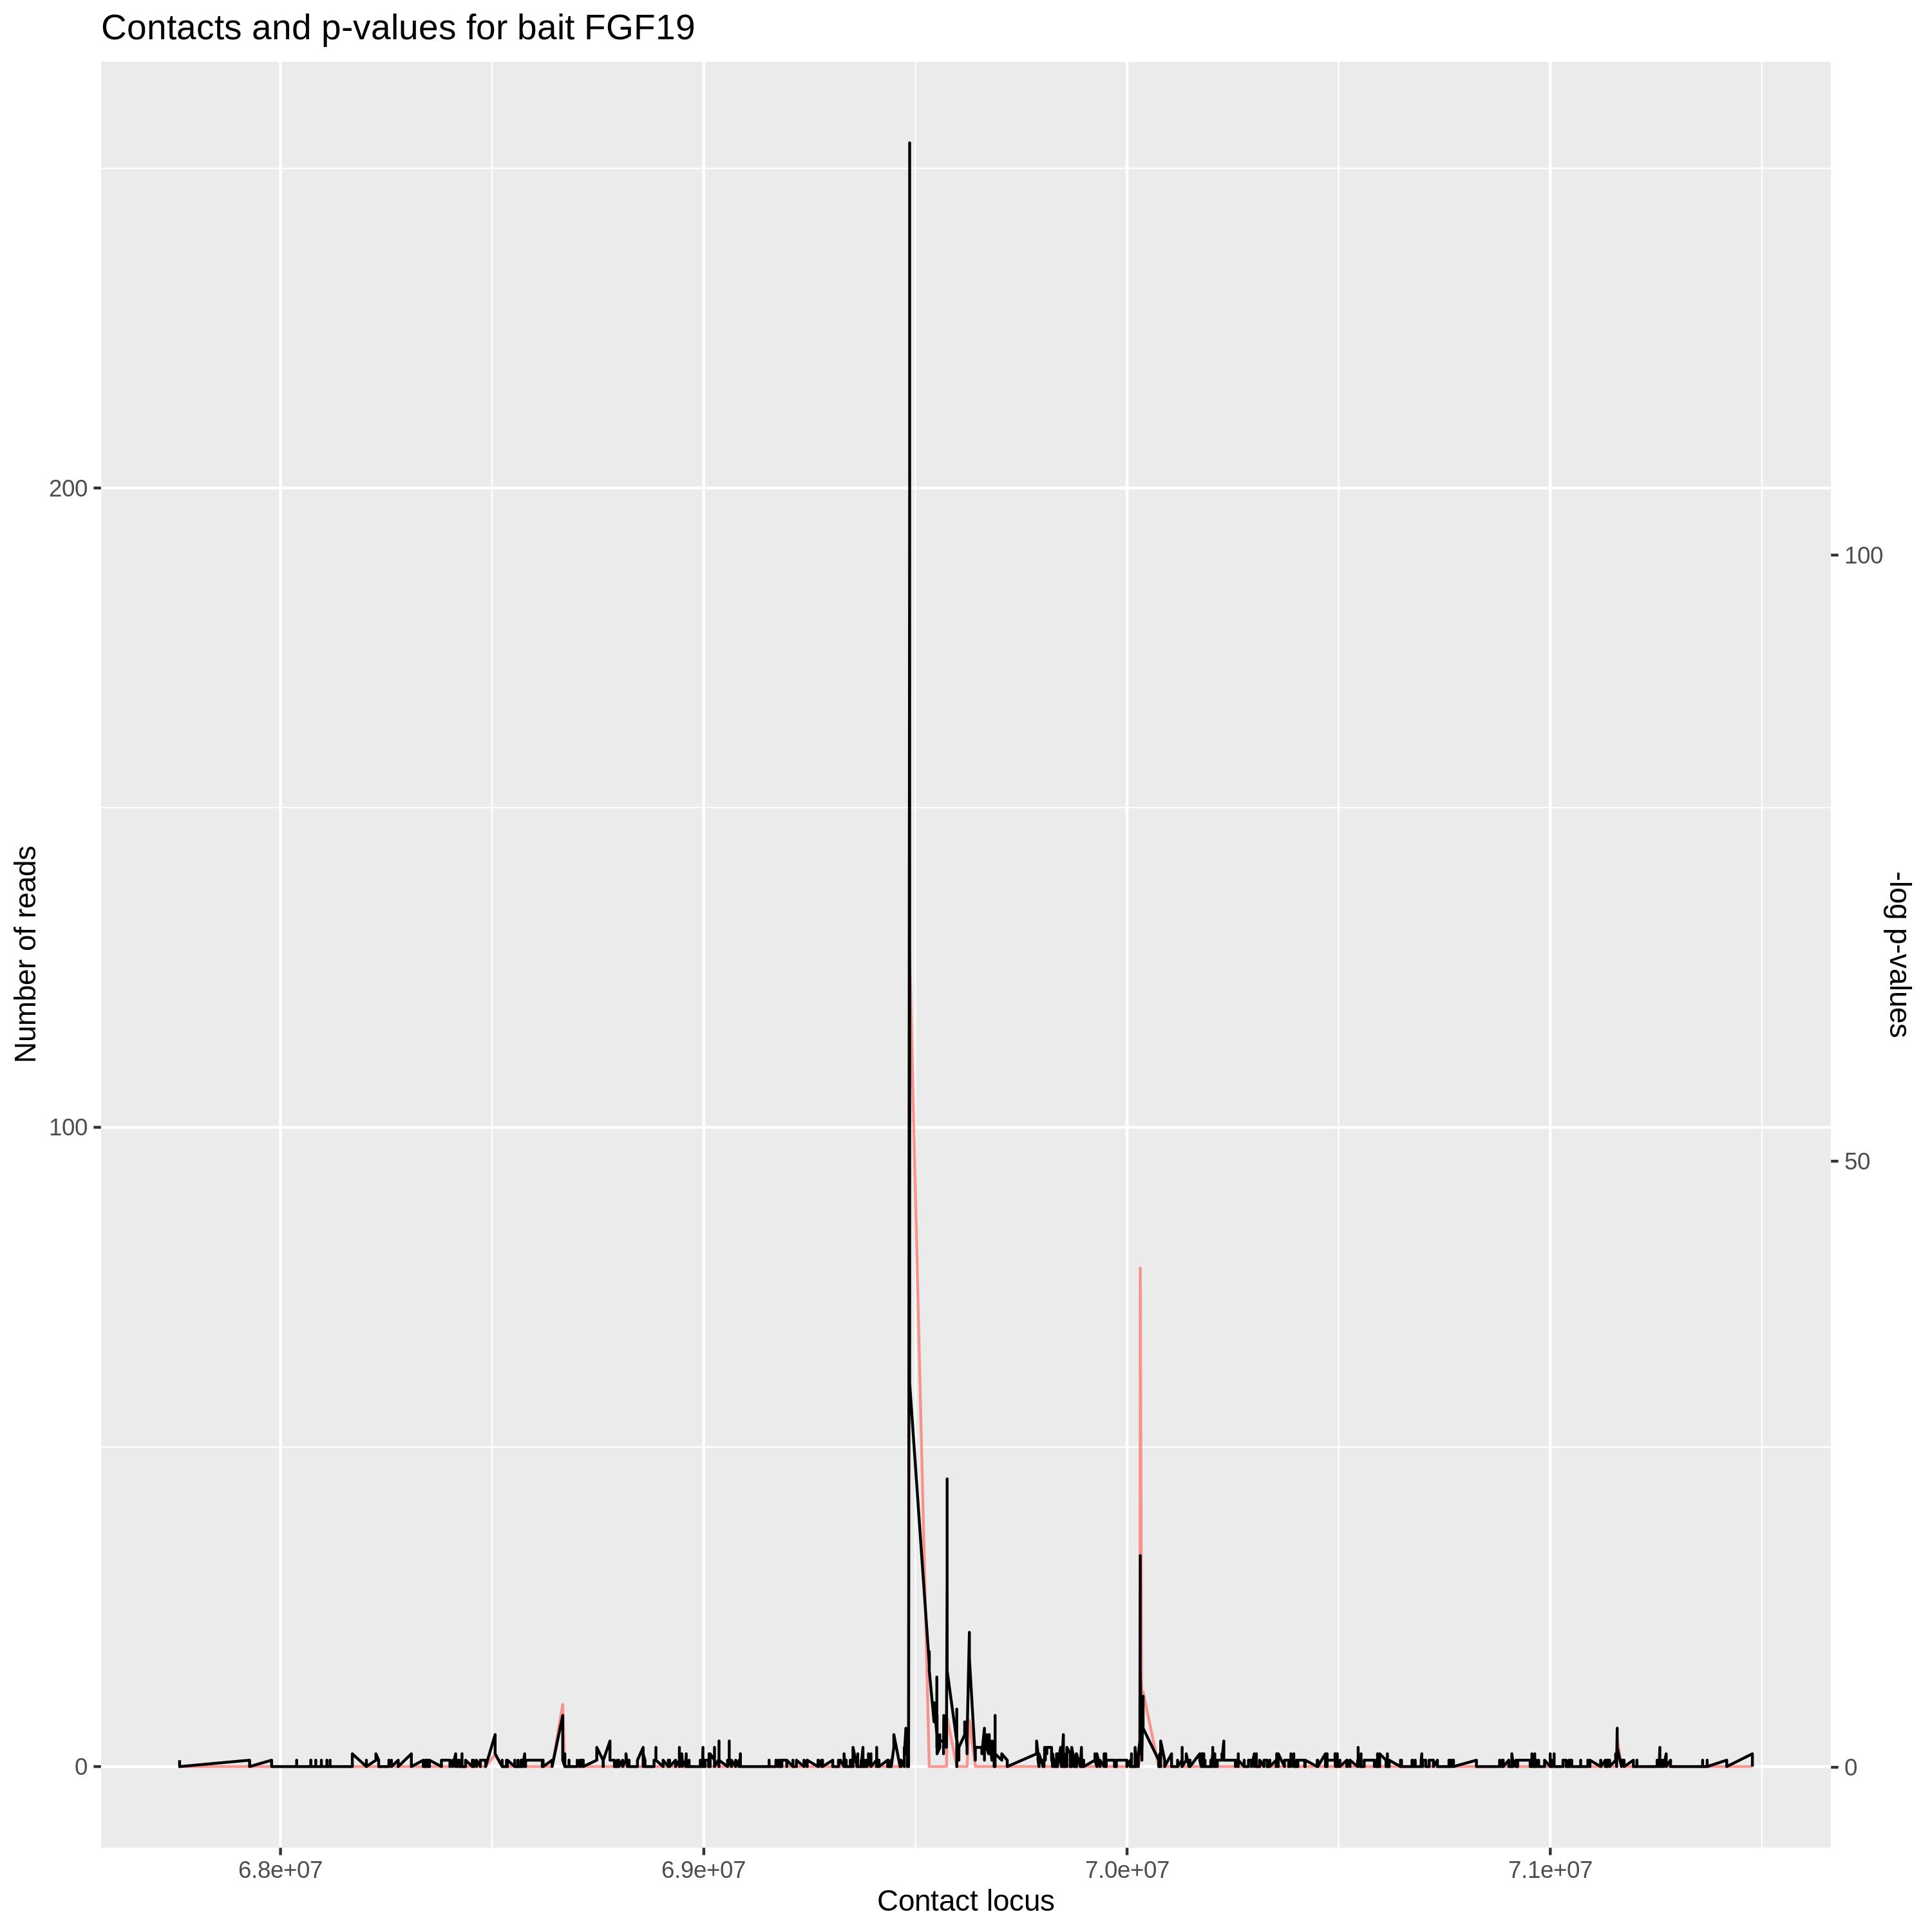 Contacts and p-values for bait FGF19
Number of reads
200
100
0
100
50
0
-log p-values
6.8e+07 6.9e+07 7.0e+07 7.1e+07
Contact locus